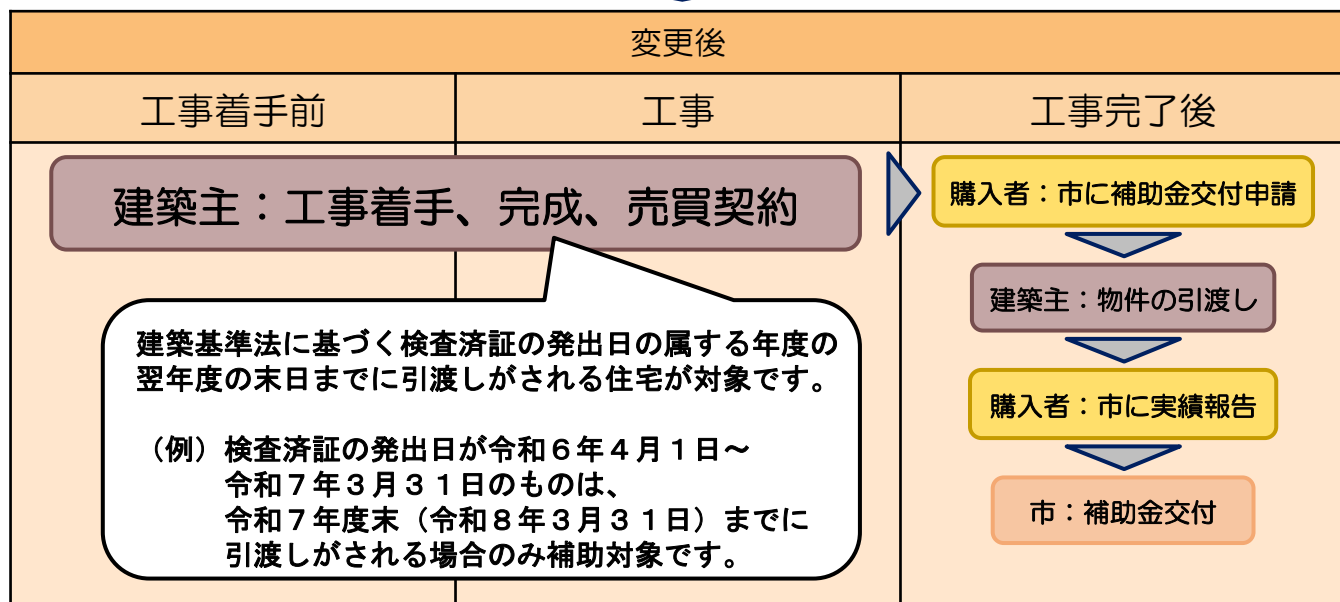 変更後
工事着手前
工事
工事完了後
建築主：工事着手、完成、売買契約
建築基準法に基づく検査済証の発出日の属する年度の
翌年度の末日までに引渡しがされる住宅が対象です。
（例）検査済証の発出日が令和６年４月１日～
令和７年３月３１日のものは、
令和７年度末（令和８年３月３１日）までに
引渡しがされる場合のみ補助対象です。
購入者：市に補助金交付申請
建築主：物件の引渡し
購入者：市に実績報告
市：補助金交付